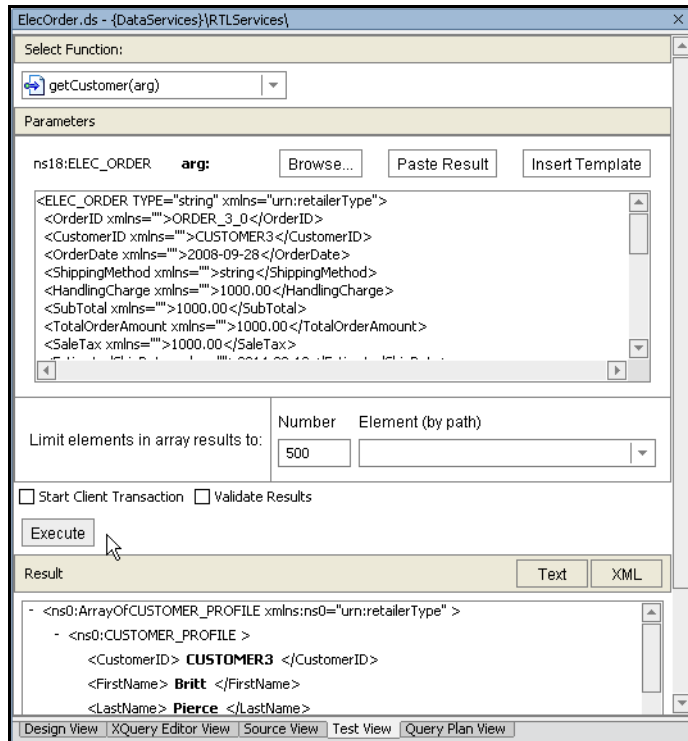 ElecOrder.ds - {DataServices}\RTLServices\
Select Function:
getCustomer(arg)
Parameters
ns18:ELEC_ORDER arg: Browse... Paste Result Insert Template
<ELEC_ORDER TYPE="string" xmlns="urn:retailerType">
<OrderID xmlns="">ORDER_3_0</OrderID>
<CustomerID xmlns="">CUSTOMER3</CustomerID>
<OrderDate xmlns="">2008-09-28</OrderDate>
<ShippingMethod xmlns="">string</ShippingMethod>
<HandlingCharge xmlns="">1000.00</HandlingCharge>
<SubTotal xmlns="">1000.00</SubTotal>
<TotalOrderAmount xmlns="">1000.00</TotalOrderAmount>
<SaleTax xmlns="">1000.00</SaleTax>
Number Element (by path)
Limit elements in array results to: 500
Start Client Transaction Validate Results
Execute
Result Text XML
- <ns0:ArrayOfCUSTOMER_PROFILE xmlns:ns0="urn:retailerType" >
- <ns0:CUSTOMER_PROFILE >
<CustomerID> CUSTOMER3 </CustomerID>
<FirstName> Britt </FirstName>
<LastName> Pierce </LastName>
Design View XQuery Editor View Source View Test View Query Plan View